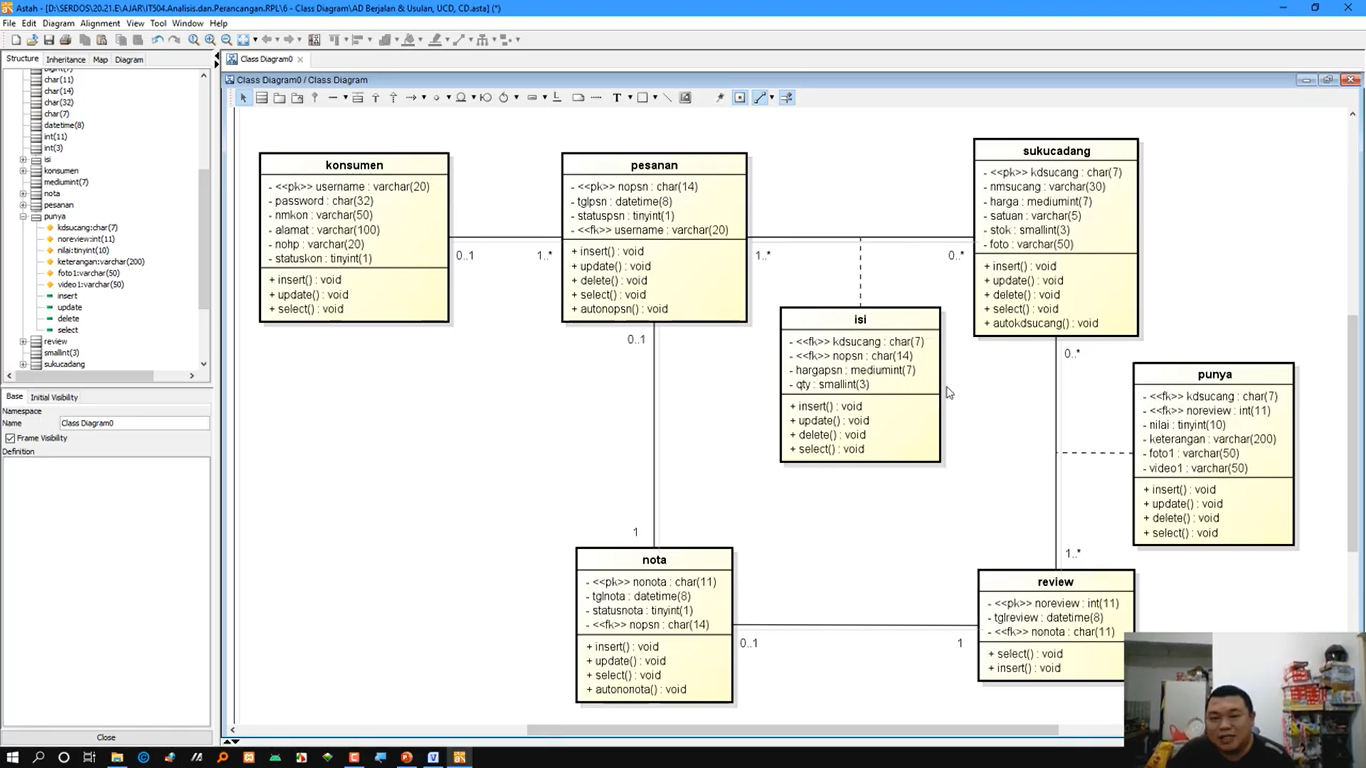 Astah - [D:\SERDOS\20.21.E\AJAR\IT504.Analisis.dan.Perancangan.RPL\6 - Class Diagram\AD Berjalan & Usulan, UCD, CD.asta] (*)
File Edit Diagram Alignment View Tool Window Help
Structure Inheritance Map Diagram
char(11)
char(14)
char(32)
char(7)
datetime(8)
int(11)
int(3)
isi
konsumen
mediumint(7)
nota
pesanan
punya
kdsucang:char(7)
noreview:int(11)
nilai:tinyint(10)
keterangan:varchar(200)
foto1:varchar(50)
video1:varchar(50)
insert
update
delete
select
review
smallint(3)
sukucadang
Base Initial Visibility
Namespace
Name Class Diagram0
Frame Visibility
Definition
Close
Class Diagram0
Class Diagram0 / Class Diagram
T
konsumen
- <<pk>> username : varchar(20)
- password : char(32)
- nmkon : varchar(50)
- alamat : varchar(100)
- nohp : varchar(20)
- statuskon : tinyint(1)
+ insert() : void
+ update() : void
+ select() : void
0..1
1..*
pesanan
- <<pk>> nopsn : char(14)
- tglpsn : datetime(8)
- statuspsn : tinyint(1)
- <<fk>> username : varchar(20)
+ insert() : void
+ update() : void
+ delete() : void
+ select() : void
+ autonopsn() : void
1..*
0..*
sukucadang
- <<pk>> kdsucang : char(7)
- nmsucang : varchar(30)
- harga : mediumint(7)
- satuan : varchar(5)
- stok : smallint(3)
- foto : varchar(50)
+ insert() : void
+ update() : void
+ delete() : void
+ select() : void
+ autokdsucang() : void
isi
- <<fk>> kdsucang : char(7)
- <<fk>> nopsn : char(14)
- hargapsn : mediumint(7)
- qty : smallint(3)
+ insert() : void
+ update() : void
+ delete() : void
+ select() : void
0..1
1
0..*
1..*
punya
- <<fk>> kdsucang : char(7)
- <<fk>> noreview : int(11)
- nilai : tinyint(10)
- keterangan : varchar(200)
- foto1 : varchar(50)
- video1 : varchar(50)
+ insert() : void
+ update() : void
+ delete() : void
+ select() : void
nota
- <<pk>> nonota : char(11)
- tglnota : datetime(8)
- statusnota : tinyint(1)
- <<fk>> nopsn : char(14)
+ insert() : void
+ update() : void
+ select() : void
+ autononota() : void
0..1
1
review
- <<pk>> noreview : int(11)
- tglreview : datetime(8)
- <<fk>> nonota : char(11)
+ select() : void
+ insert() : void